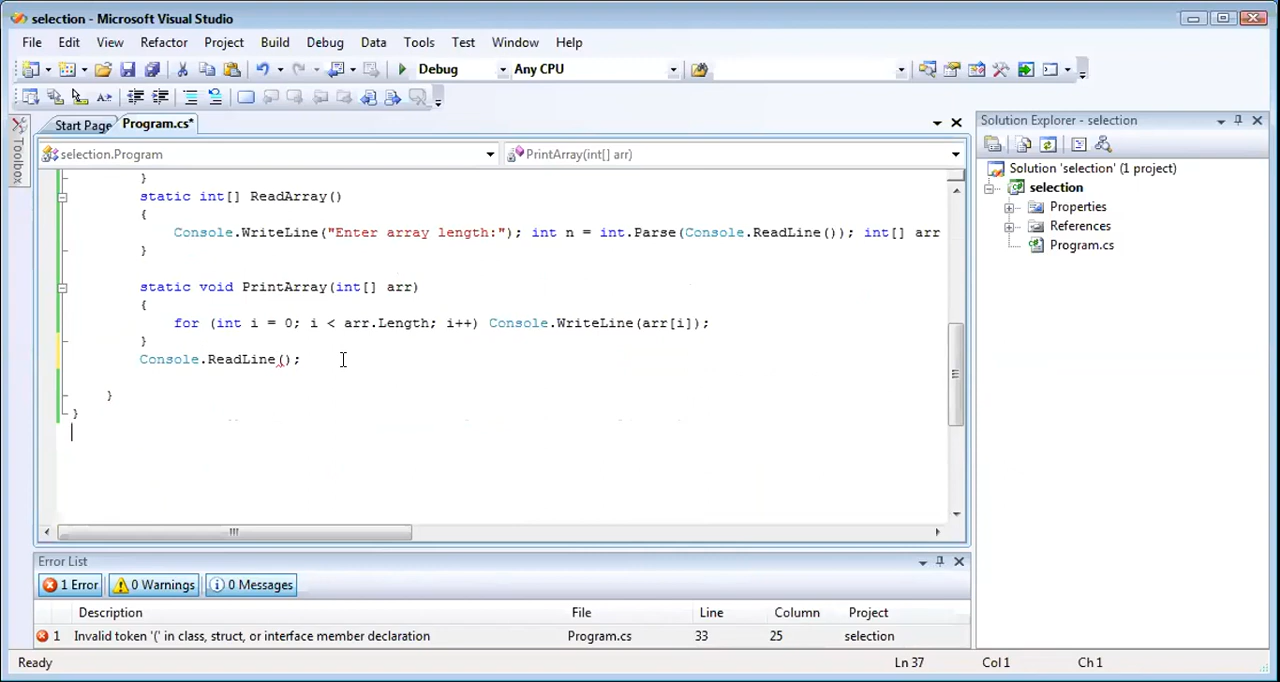 selection - Microsoft Visual Studio
File Edit View Refactor Project Build Debug Data Tools Test Window Help
Debug Any CPU
Start Page Program.cs*
Toolbox
selection.Program PrintArray(int[] arr)
}
static int[] ReadArray()
{
Console.WriteLine("Enter array length:"); int n = int.Parse(Console.ReadLine()); int[] arr
}
static void PrintArray(int[] arr)
{
for (int i = 0; i < arr.Length; i++) Console.WriteLine(arr[i]);
}
Console.ReadLine();
}
}
Solution Explorer - selection
Solution 'selection' (1 project)
selection
Properties
References
Program.cs
Error List
1 Error 0 Warnings 0 Messages
Description File Line Column Project
1 Invalid token '(' in class, struct, or interface member declaration Program.cs 33 25 selection
Ready Ln 37 Col 1 Ch 1